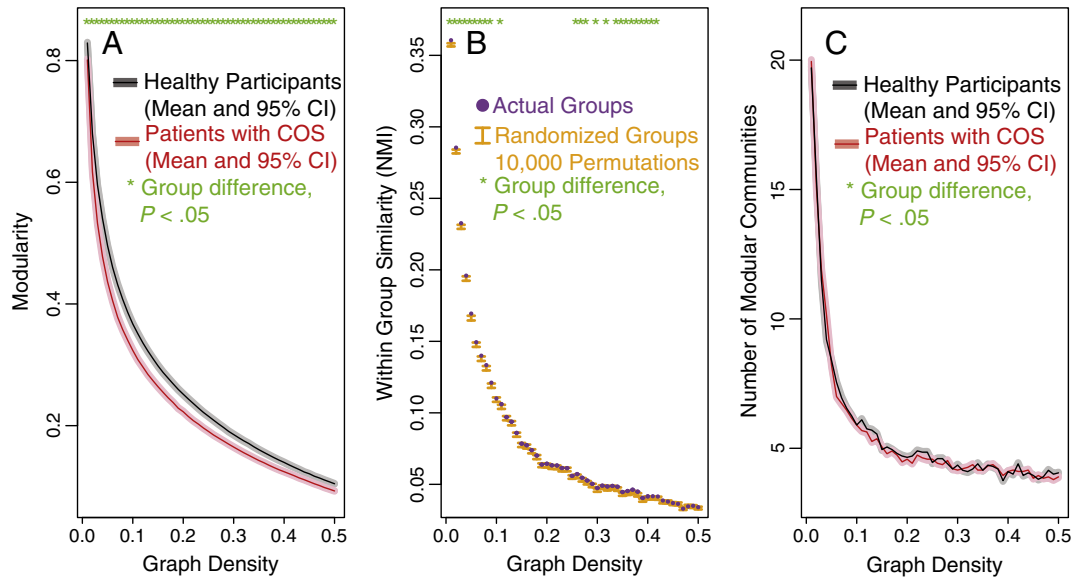 A
Healthy Participants
(Mean and 95% CI)
Patients with COS
(Mean and 95% CI)
* Group difference,
P < .05
Modularity
0.8
0.6
0.4
0.2
0 0.1 0.2 0.3 0.4 0.5
Graph Density
B
Actual Groups
Randomized Groups
10,000 Permutations
* Group difference,
P < .05
Within Group Similarity (NMI)
0.35
0.30
0.25
0.20
0.15
0.10
0.05
0 0.1 0.2 0.3 0.4 0.5
Graph Density
C
Healthy Participants
(Mean and 95% CI)
Patients with COS
(Mean and 95% CI)
* Group difference,
P < .05
Number of Modular Communities
20
15
10
5
0 0.1 0.2 0.3 0.4 0.5
Graph Density